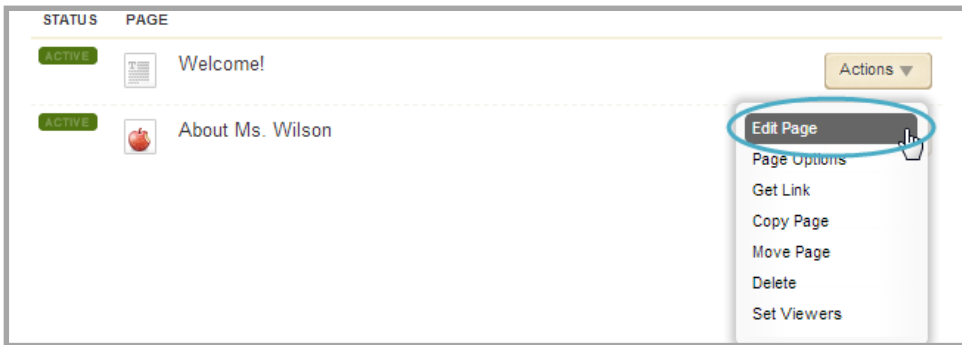 STATUS PAGE
ACTIVE Welcome! Actions
ACTIVE About Ms. Wilson
Edit Page
Page Options
Get Link
Copy Page
Move Page
Delete
Set Viewers